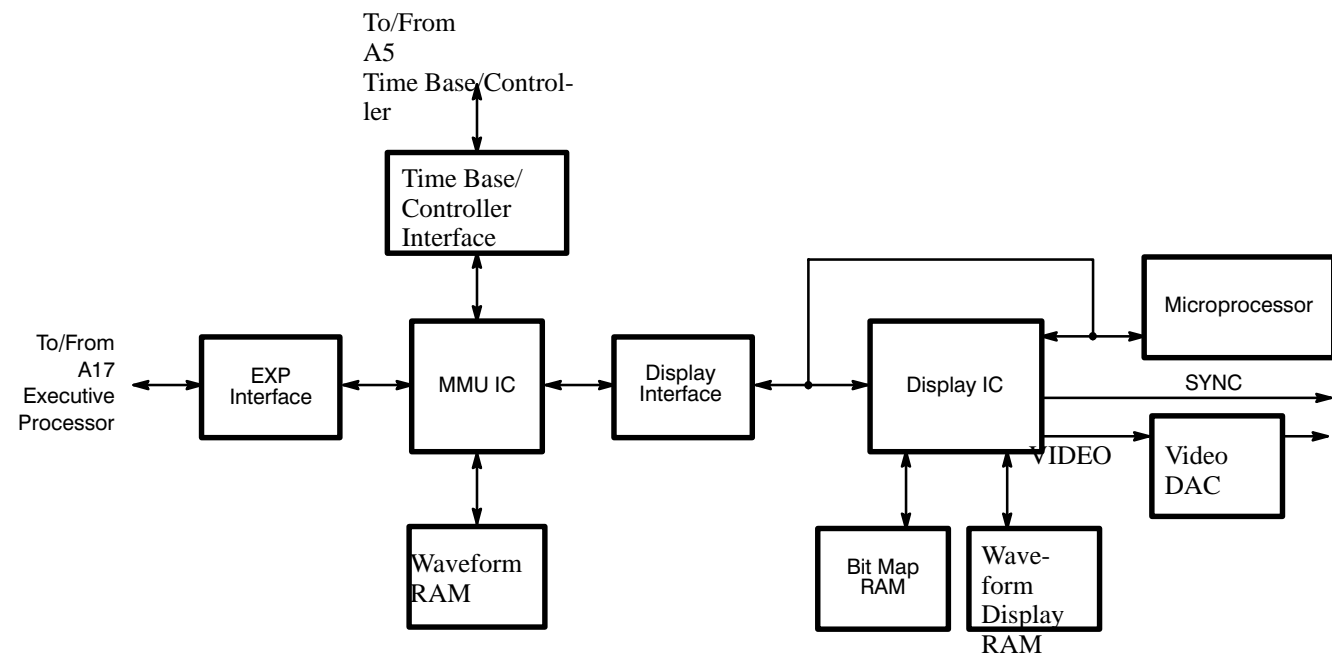 To/From
A5
Time Base/Control-
ler
Time Base/
Controller
Interface
Microprocessor
To/From
A17
Executive
Processor
EXP
Interface
MMU IC
Display
Interface
Display IC
SYNC
VIDEO
Video
DAC
Waveform
RAM
Bit Map
RAM
Wave-
form
Display
RAM